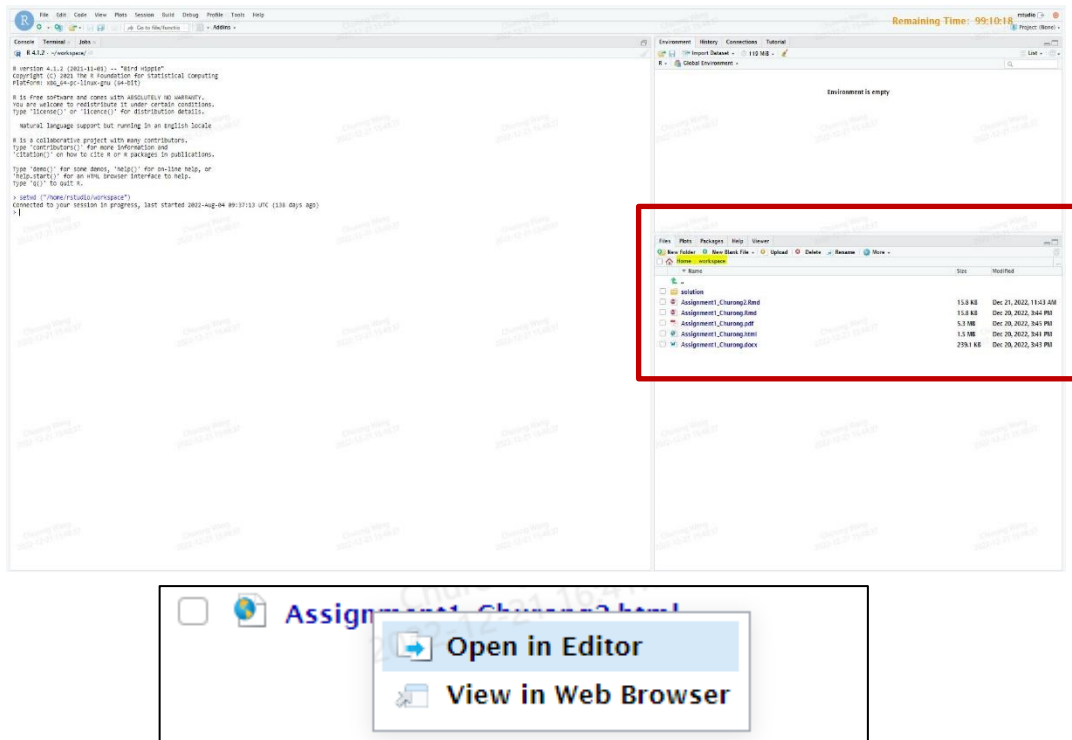 File Edit Code View Plots Session Build Debug Profile Tools Help
Go to file/function Addins
Remaining Time: 99:10:18
rstudio
Project: (None)
Console Terminal Jobs
R 4.1.2 · ~/workspace/
R version 4.1.2 (2021-11-01) -- "Bird Hippie"
Copyright (C) 2021 The R Foundation for Statistical Computing
Platform: x86_64-pc-linux-gnu (64-bit)
R is free software and comes with ABSOLUTELY NO WARRANTY.
You are welcome to redistribute it under certain conditions.
Type 'license()' or 'licence()' for distribution details.
Natural language support but running in an English locale
R is a collaborative project with many contributors.
Type 'contributors()' for more information and
'citation()' on how to cite R or R packages in publications.
Type 'demo()' for some demos, 'help()' for on-line help, or
'help.start()' for an HTML browser interface to help.
Type 'q()' to quit R.
> setwd ("/home/rstudio/workspace")
Connected to your session in progress, last started 2022-Aug-04 09:37:13 UTC (138 days ago)
>
Environment History Connections Tutorial
Import Dataset 119 MiB List
R Global Environment
Environment is empty
Files Plots Packages Help Viewer
New Folder New Blank File Upload Delete Rename More
Home workspace
Name Size Modified
..
solution
Assignment1_Churong2.Rmd 15.8 KB Dec 21, 2022, 11:43 AM
Assignment1_Churong.Rmd 15.8 KB Dec 20, 2022, 3:44 PM
Assignment1_Churong.pdf 5.3 MB Dec 20, 2022, 3:45 PM
Assignment1_Churong.html 1.5 MB Dec 20, 2022, 3:41 PM
Assignment1_Churong.docx 239.1 KB Dec 20, 2022, 3:43 PM
Assignment1_Churong2.html
Open in Editor
View in Web Browser